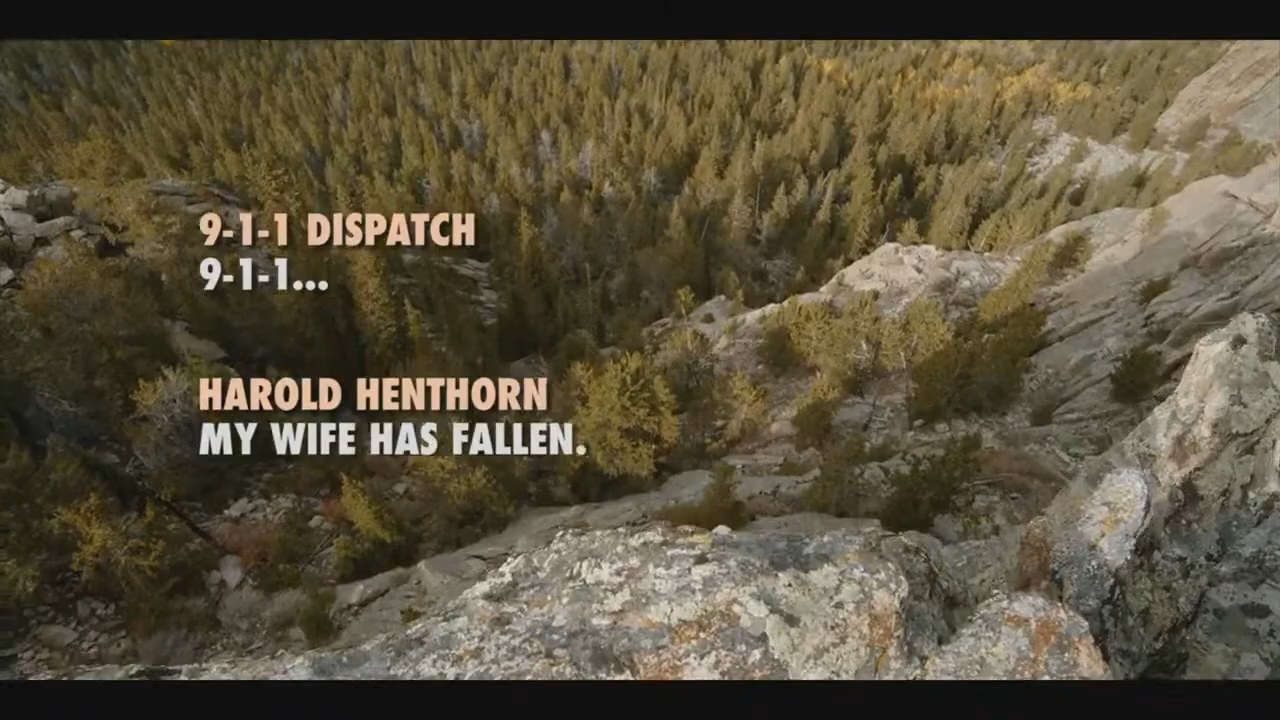 9-1-1 DISPATCH
9-1-1...
HAROLD HENTHORN
MY WIFE HAS FALLEN.